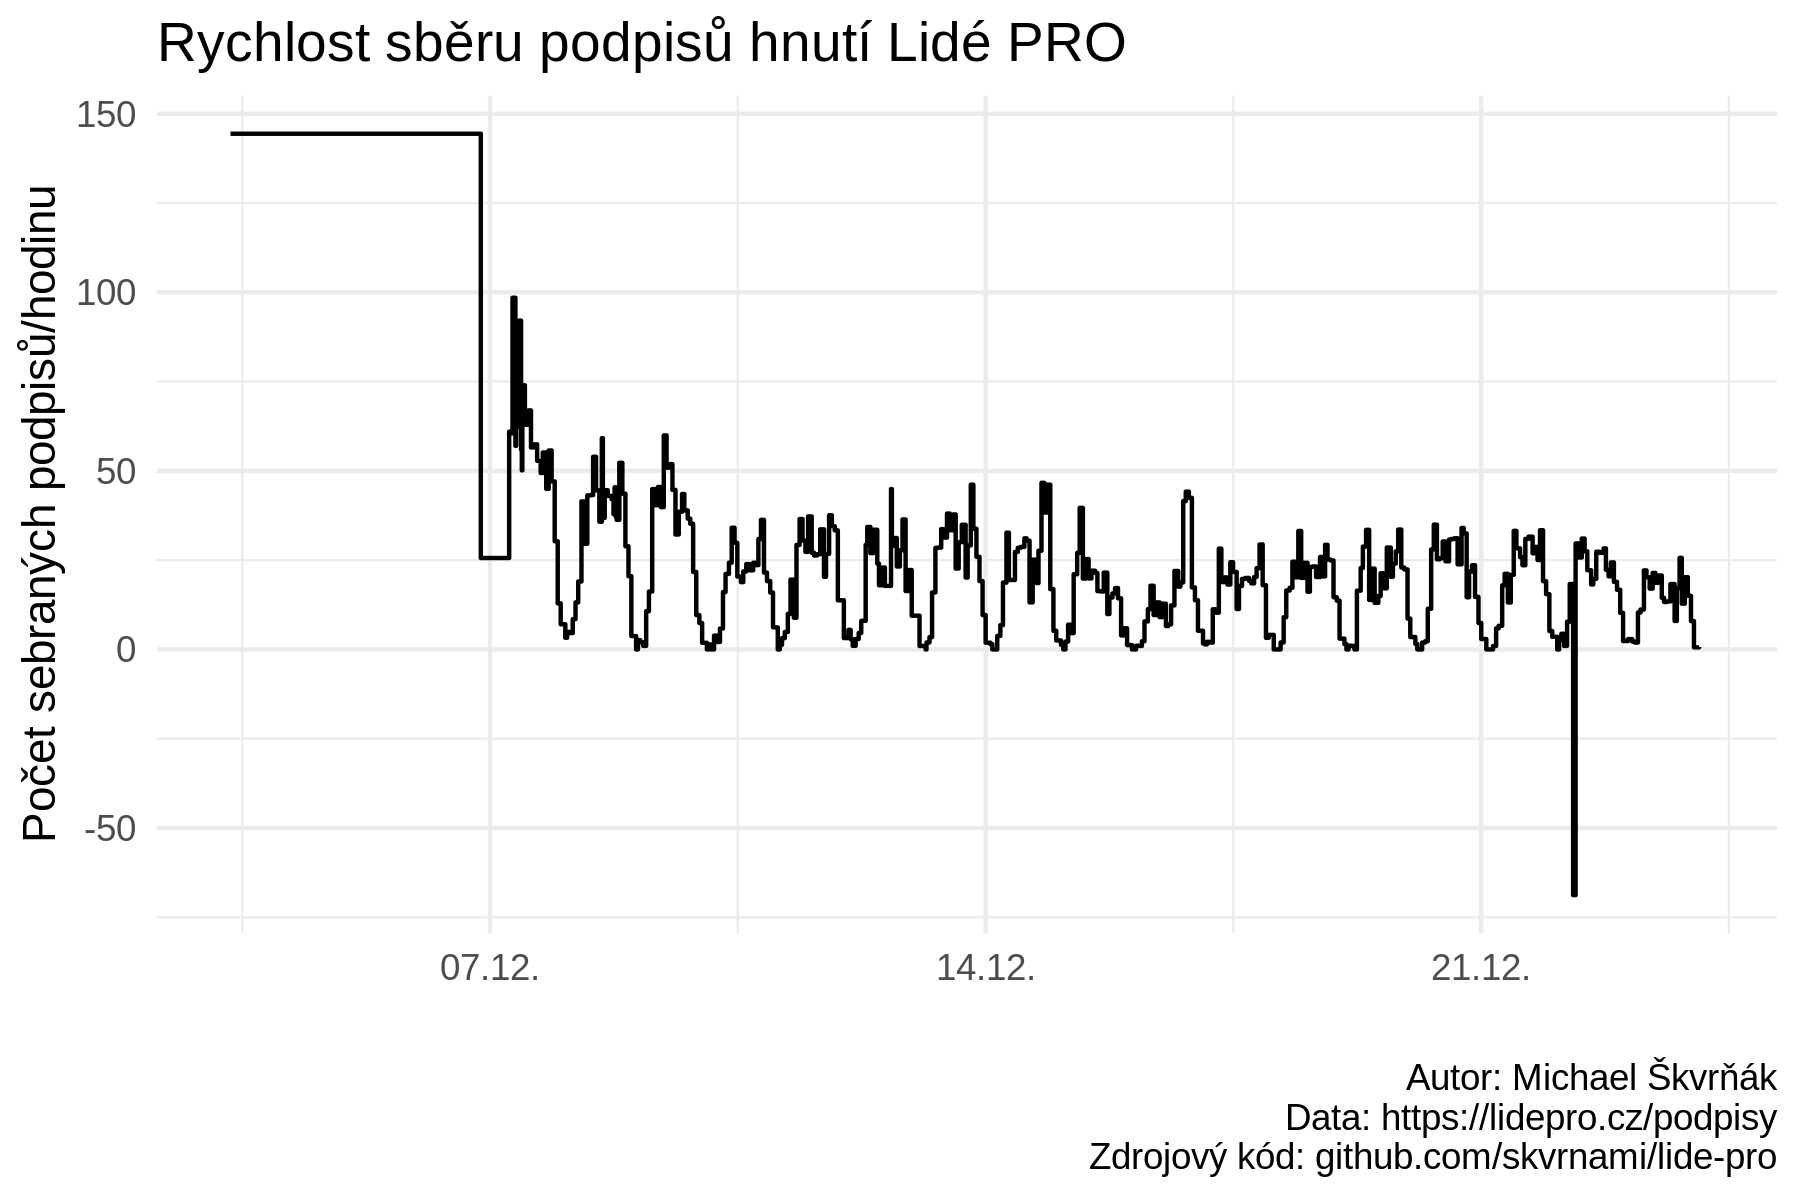 Rychlost sběru podpisů hnutí Lidé PRO
Počet sebraných podpisů/hodinu
150
100
50
0
-50
07.12.
14.12.
21.12.
Autor: Michael Škvrňák
Data: https://lidepro.cz/podpisy
Zdrojový kód: github.com/skvrnami/lide-pro